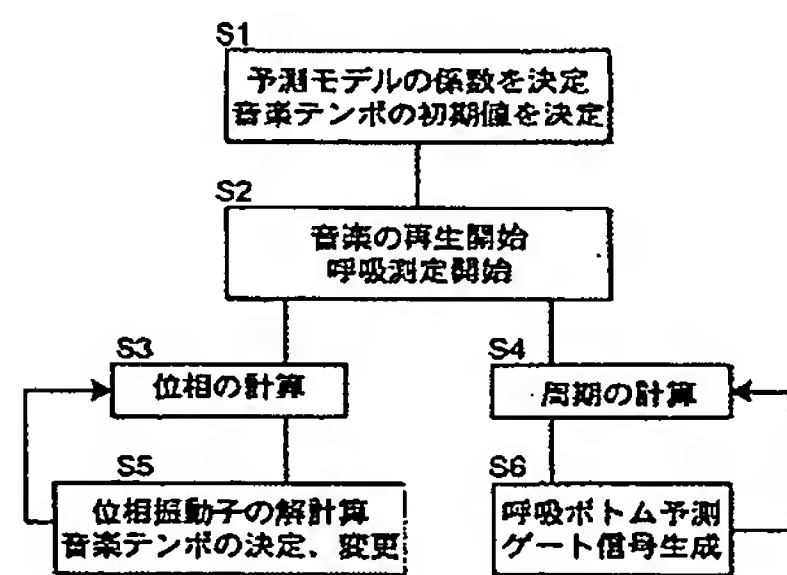 S1
予測モデルの係数を決定
音楽テンポの初期値を決定
S2
音楽の再生開始
呼吸測定開始
S3
位相の計算
S4
周期の計算
S5
位相振動子の解計算
音楽テンポの決定、変更
S6
呼吸ボトム予測
ゲート信号生成